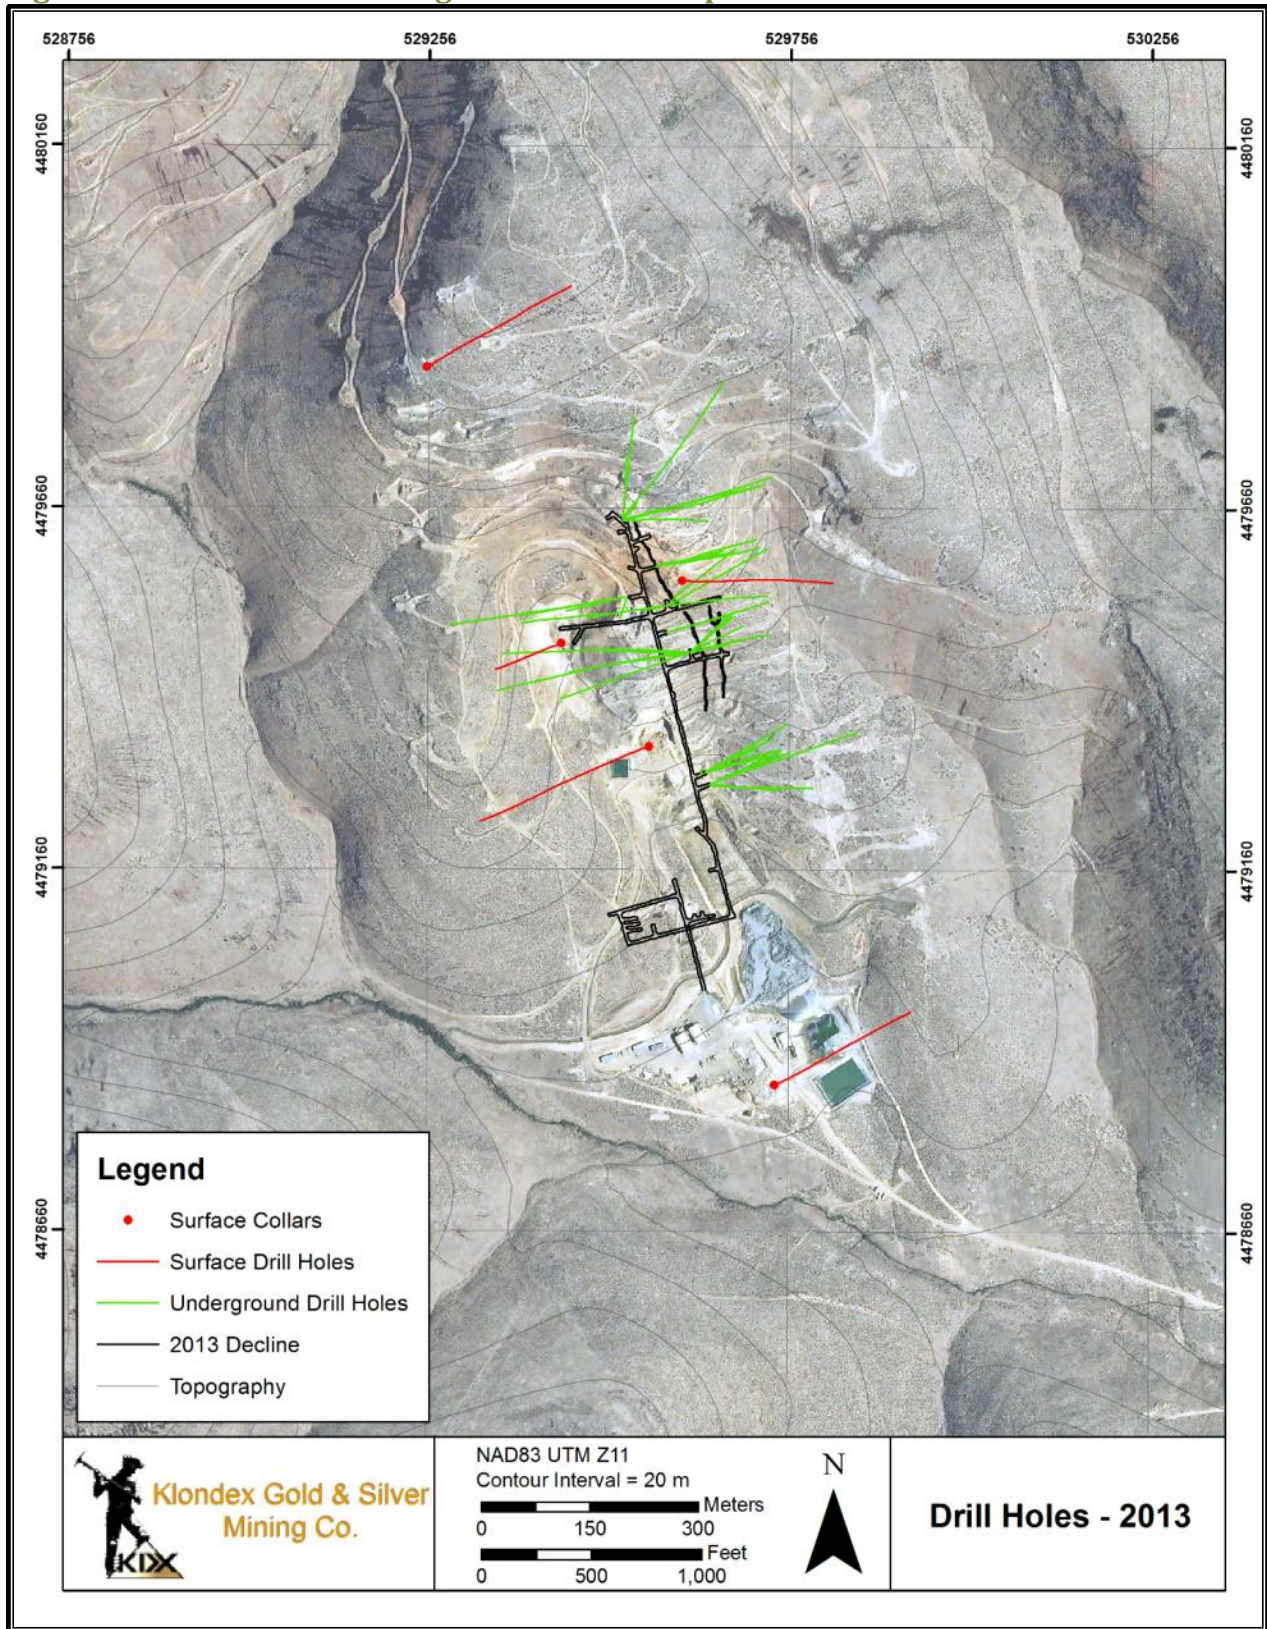 528756
529256
529756
530256
4480160
4480160
4479660
4479660
4479160
4479160
4478660
4478660
Legend
Surface Collars
Surface Drill Holes
Underground Drill Holes
2013 Decline
Topography
KDX
Klondex Gold & Silver
Mining Co.
NAD83 UTM Z11
Contour Interval = 20 m
Meters
0 150 300
Feet
0 500 1,000
N
Drill Holes - 2013